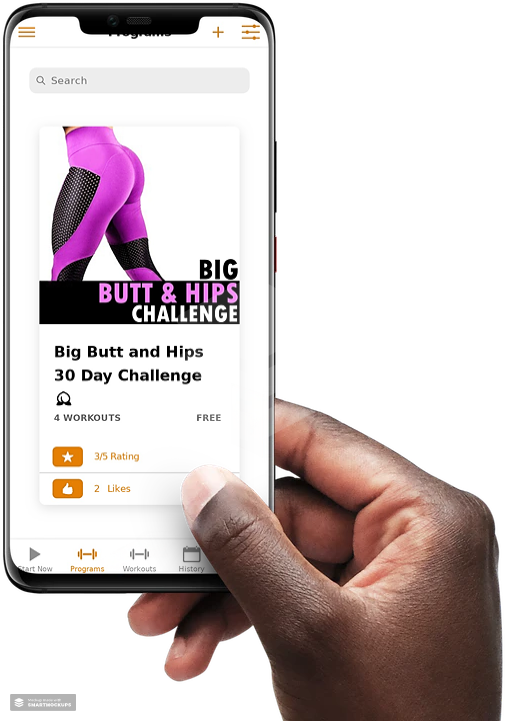 Programs
Search
BIG
BUTT & HIPS
CHALLENGE
Big Butt and Hips
30 Day Challenge
4 WORKOUTS FREE
3/5 Rating
2 Likes
Start Now Programs Workouts History
SMARTMOCKUPS